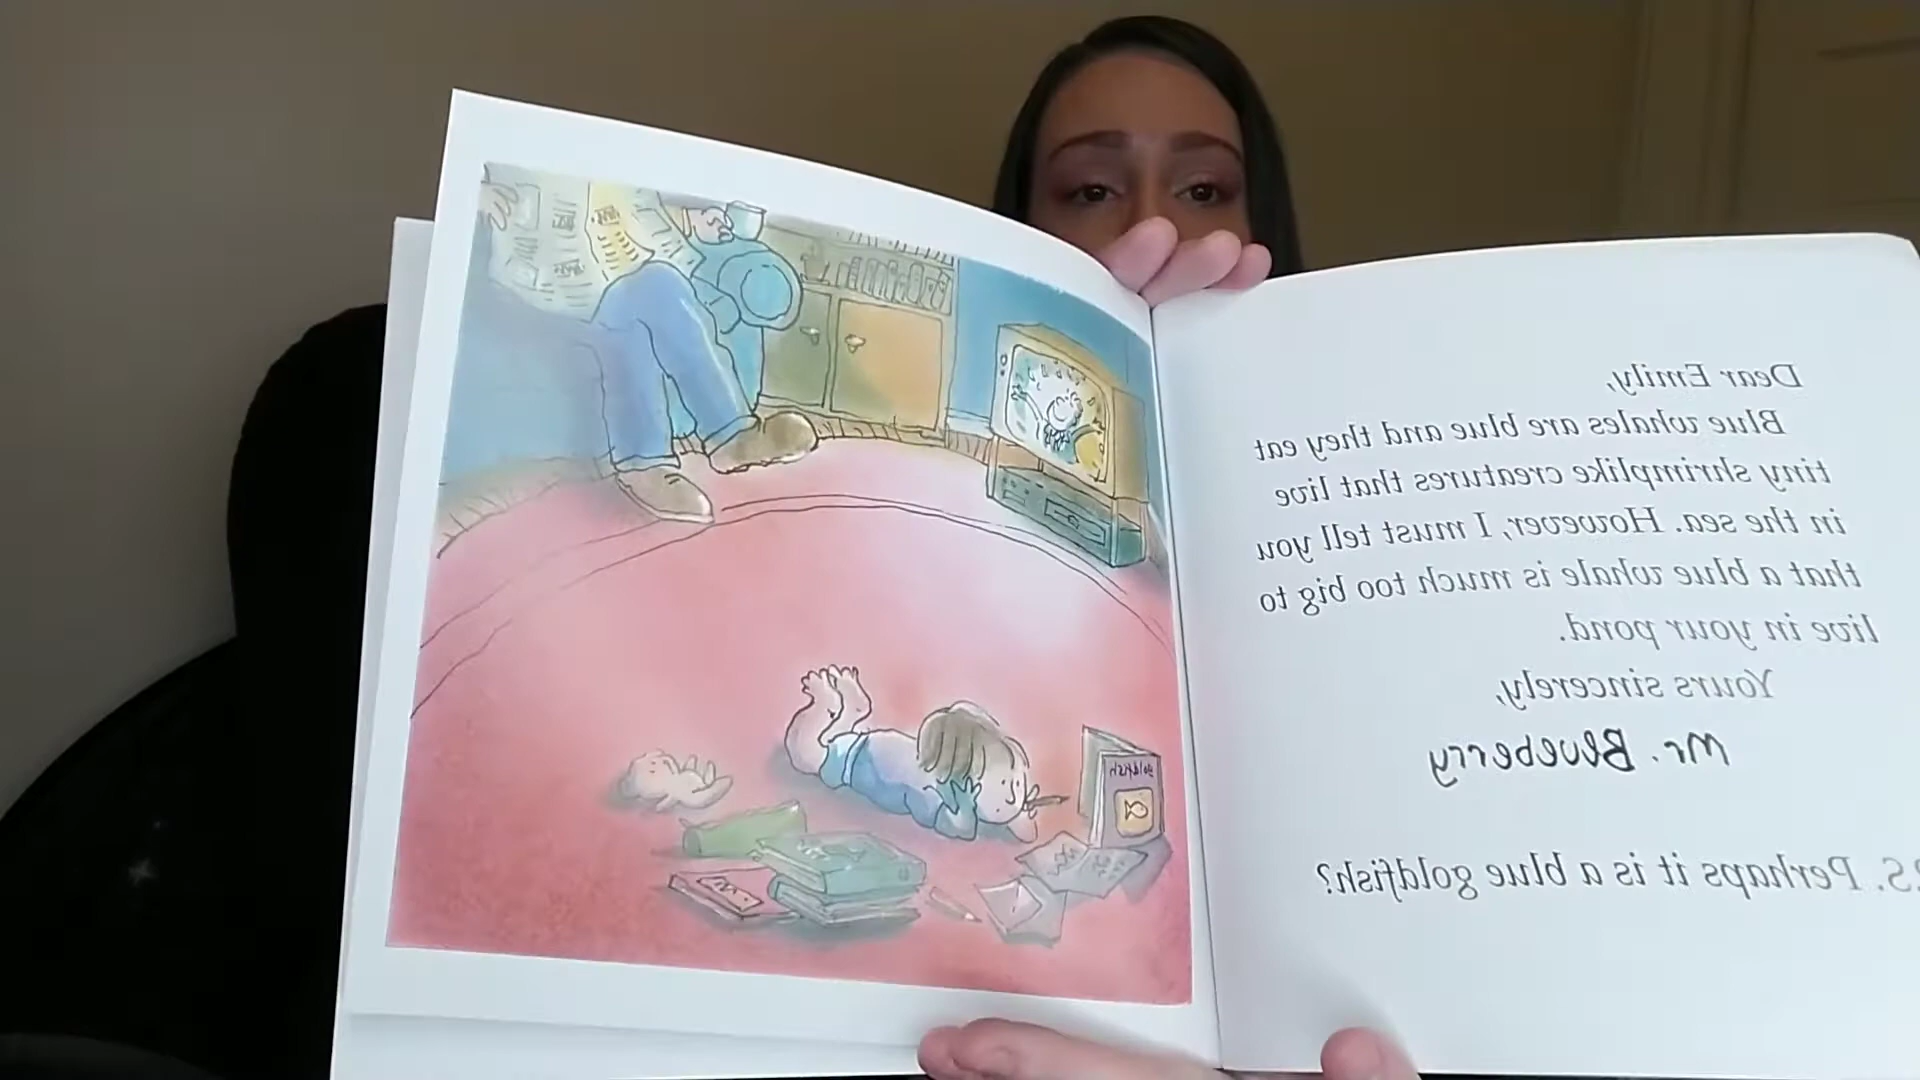 Dear Emily,
Blue whales are blue and they eat
tiny shrimplike creatures that live
in the sea. However, I must tell you
that a blue whale is much too big to
live in your pond.
Yours sincerely,
Mr. Blueberry
.S. Perhaps it is a blue goldfish?
goldfish